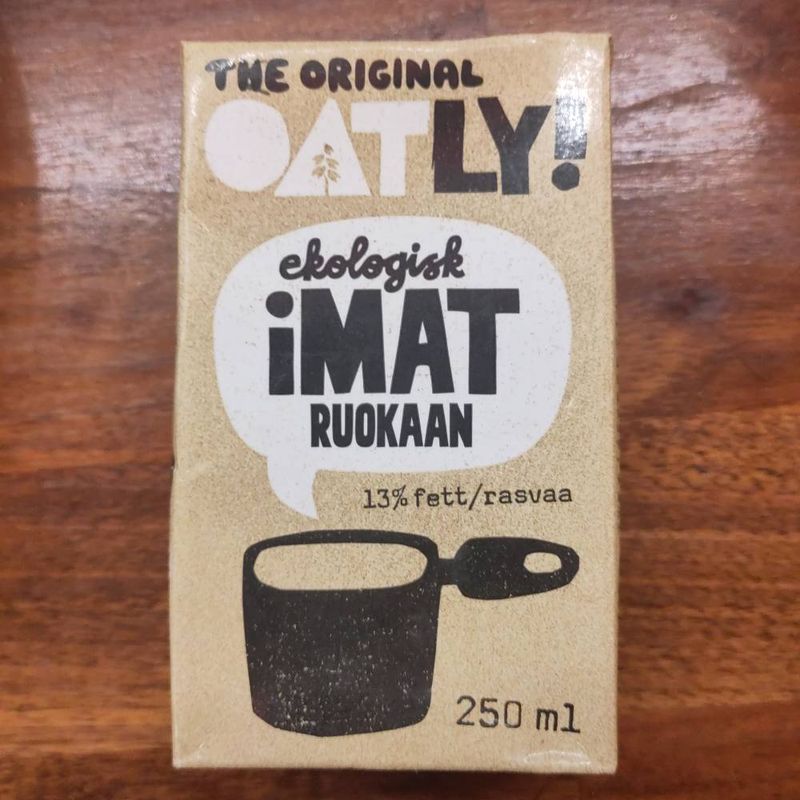 THE ORIGINAL
OATLY!
ekologisk
iMAT
RUOKAAN
13% fett/rasvaa
250 ml